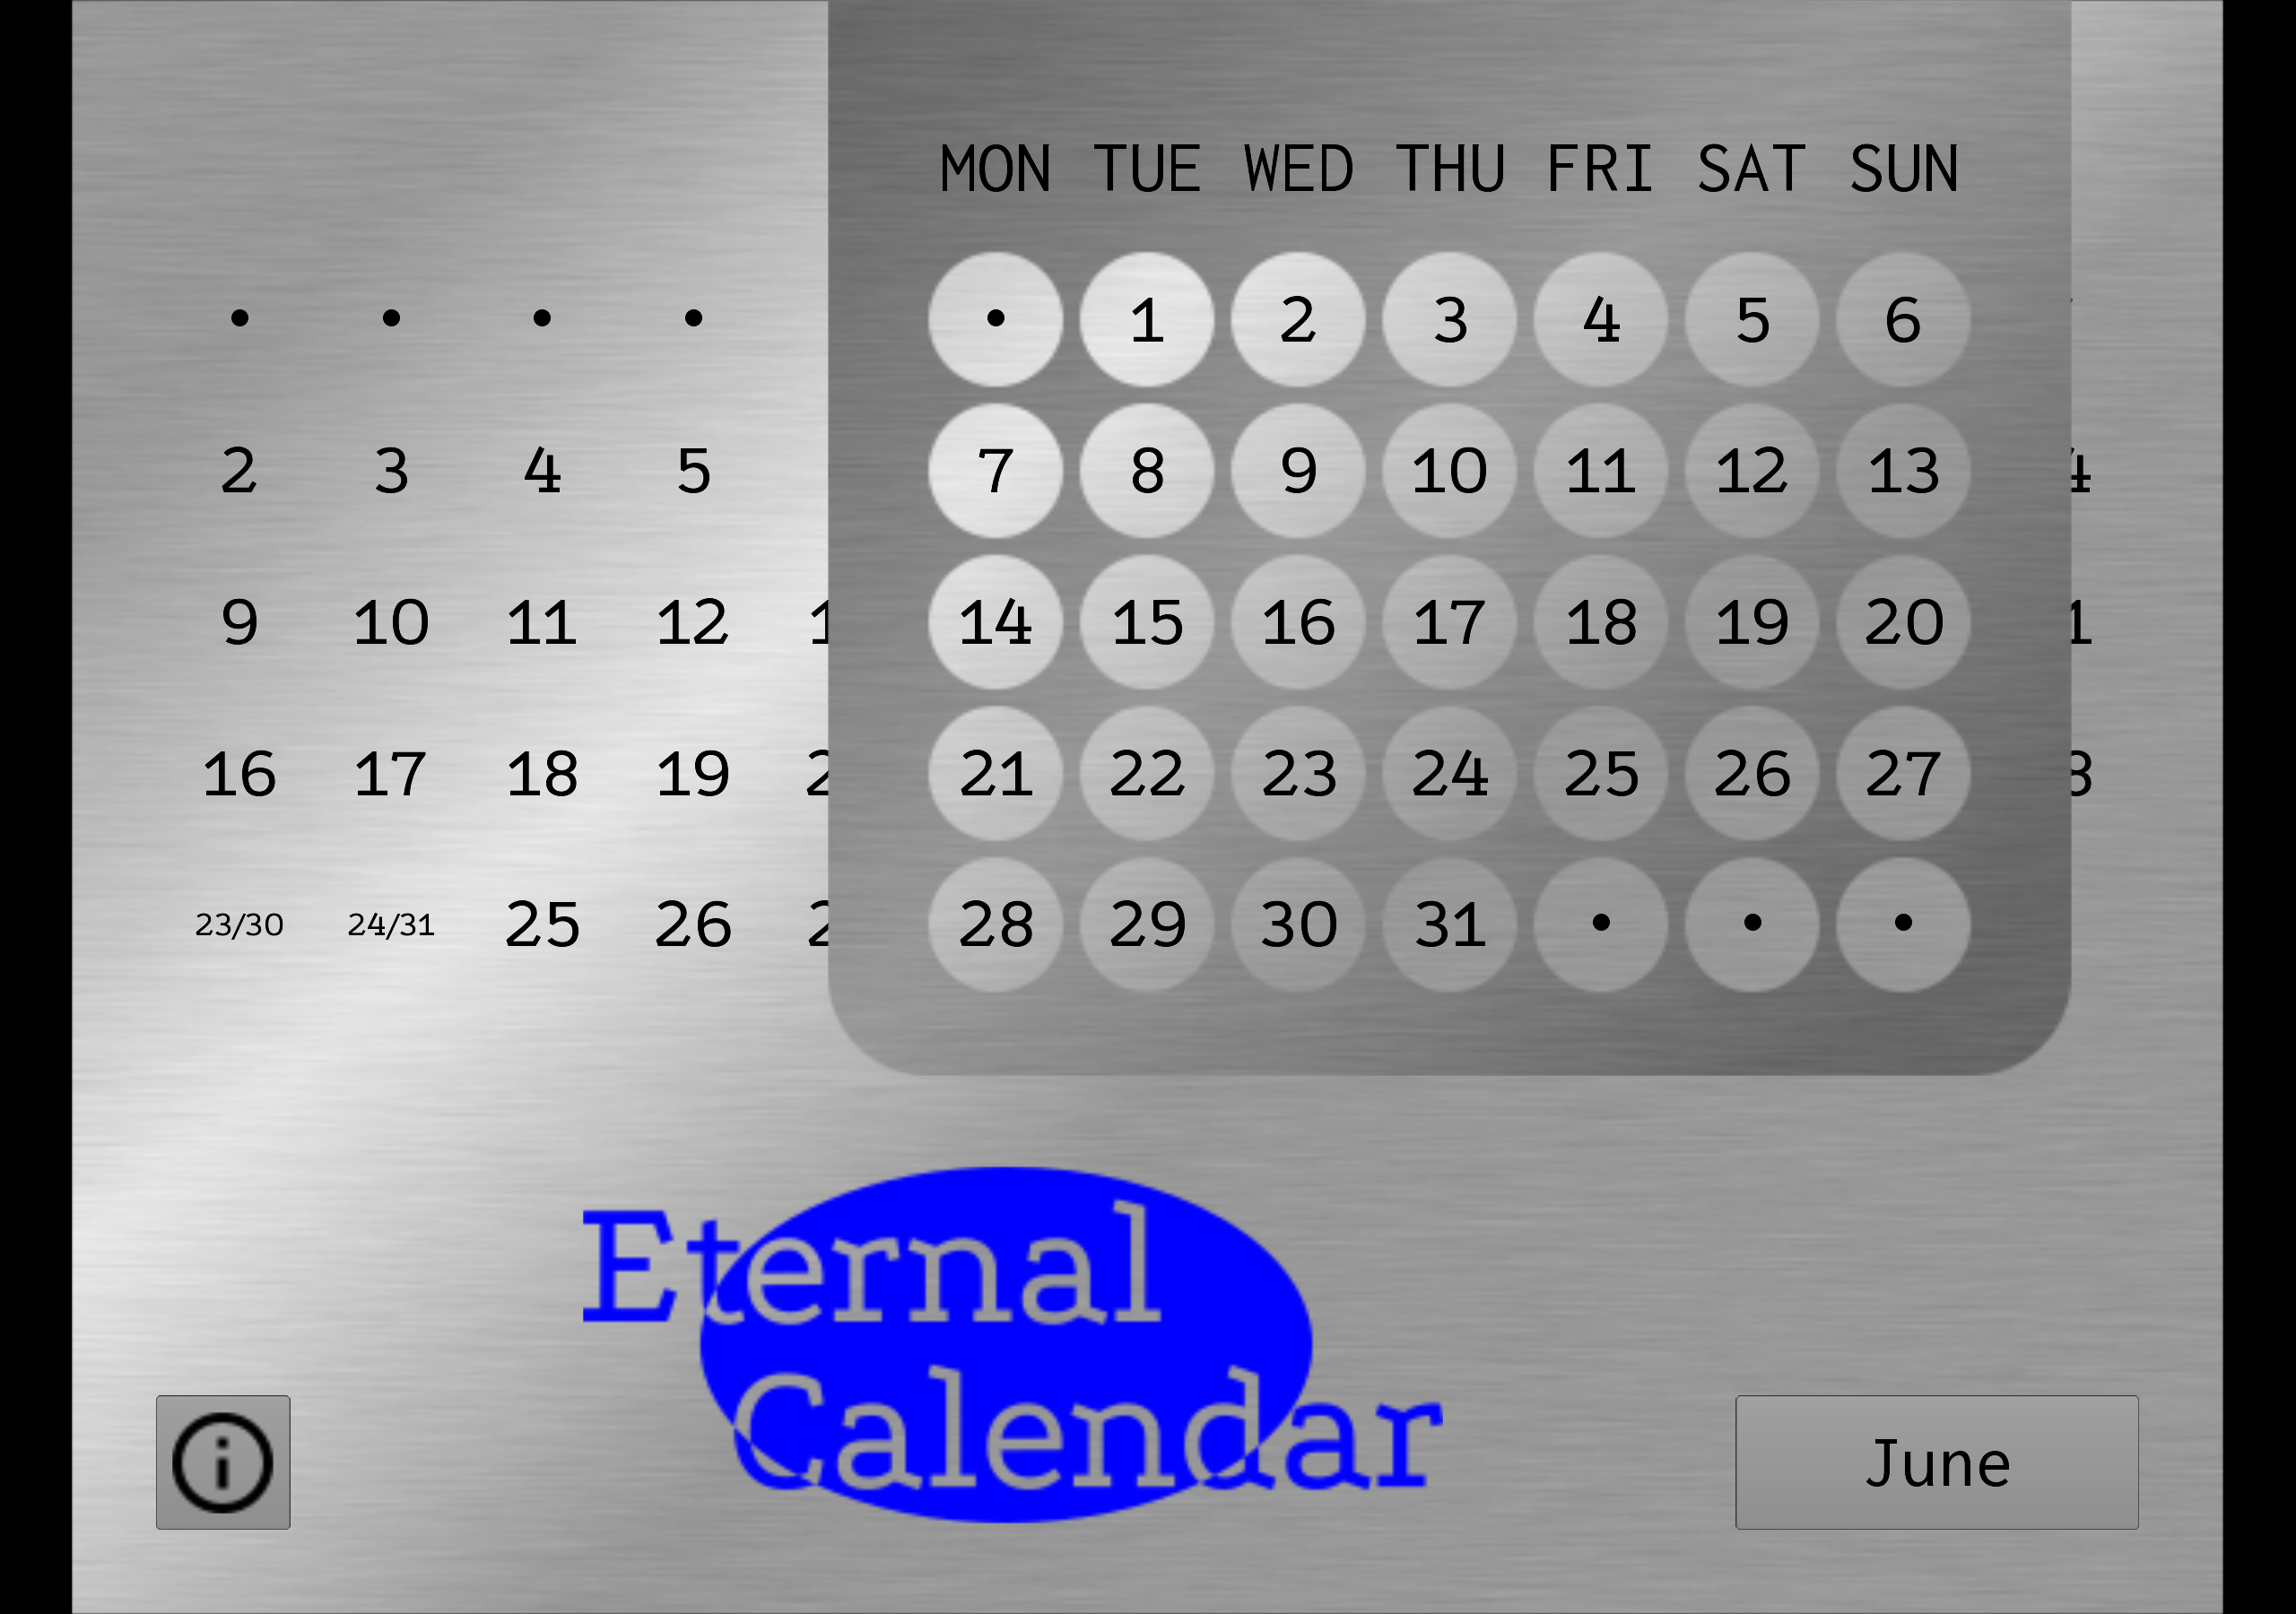 MON TUE WED THU FRI SAT SUN
• • • • • 1 2 3 4 5 6
2 3 4 5 7 8 9 10 11 12 13
9 10 11 12 14 15 16 17 18 19 20
16 17 18 19 21 22 23 24 25 26 27
23/30 24/31 25 26 28 29 30 31 • • •
Eternal
Calendar
i June